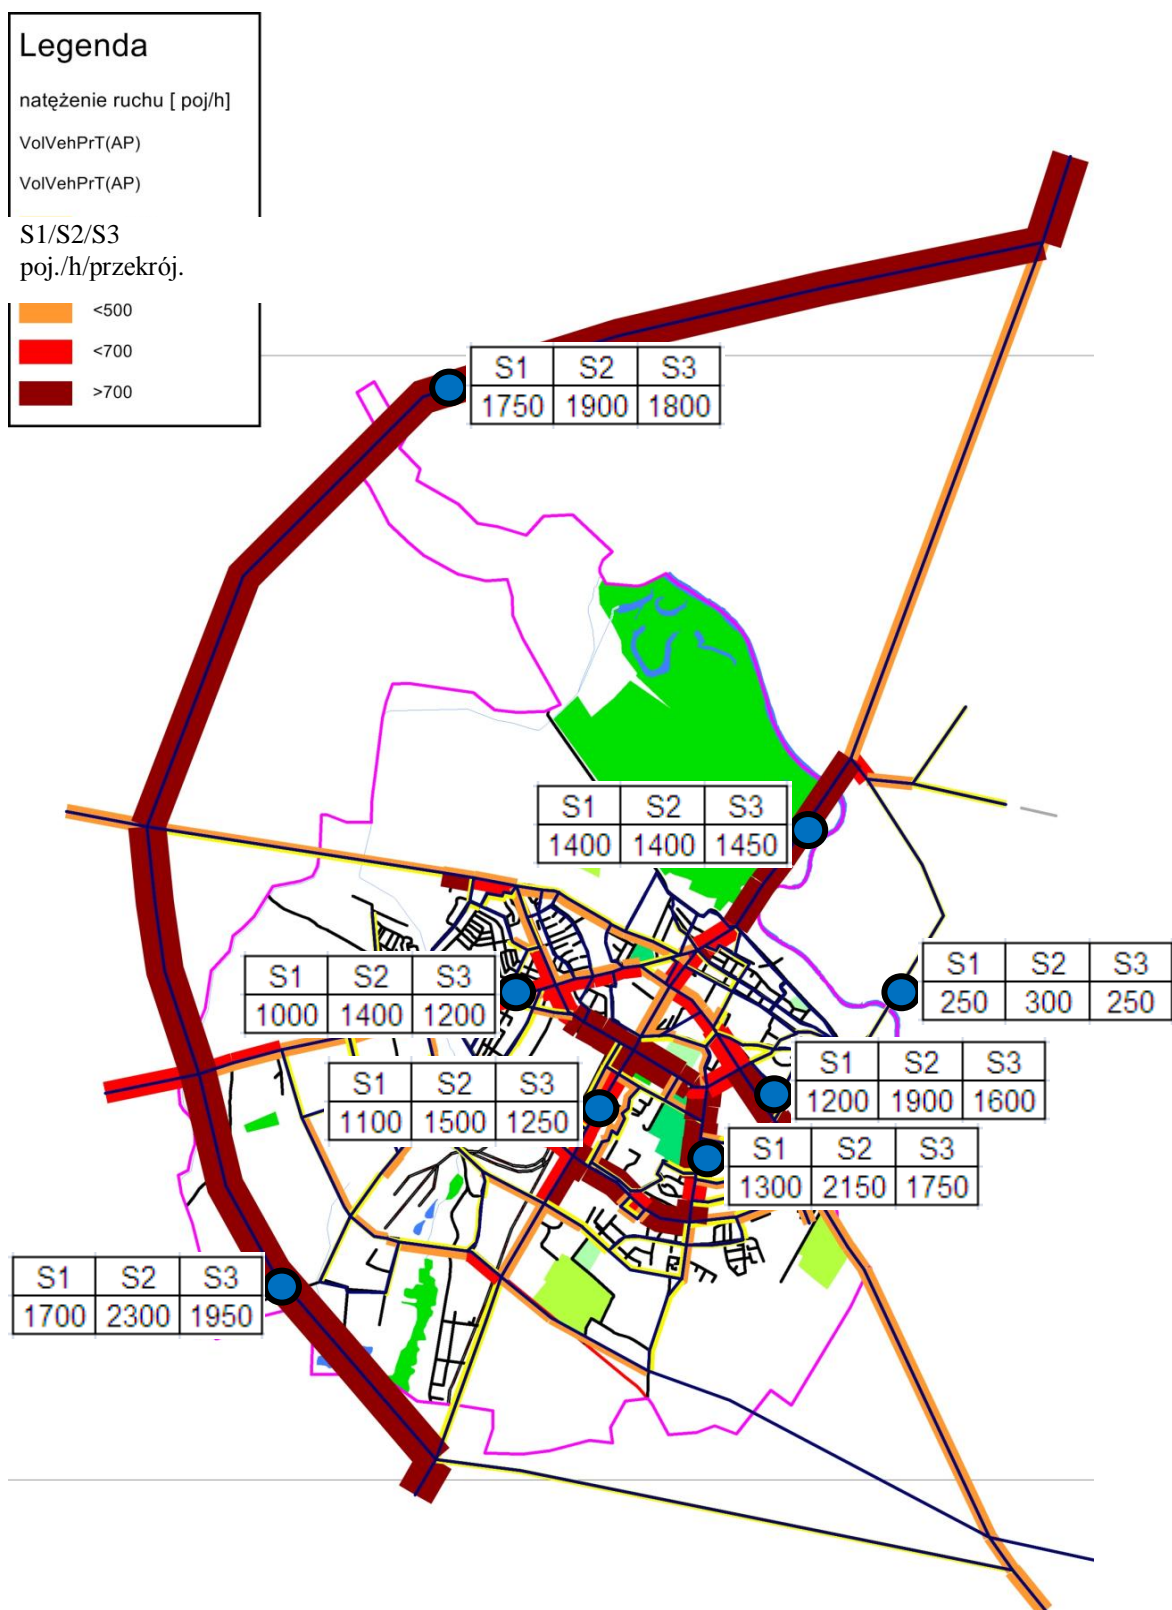 Legenda
natężenie ruchu [ poj/h]
VolVehPrT(AP)
VolVehPrT(AP)
S1/S2/S3
poj./h/przekrój.
<500
<700
>700
S1 S2 S3
1750 1900 1800
S1 S2 S3
1400 1400 1450
S1 S2 S3
250 300 250
S1 S2 S3
1000 1400 1200
S1 S2 S3
1200 1900 1600
S1 S2 S3
1100 1500 1250
S1 S2 S3
1300 2150 1750
S1 S2 S3
1700 2300 1950